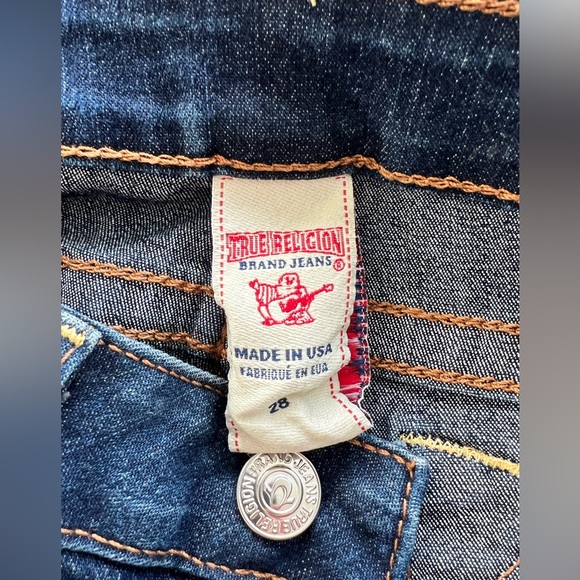 TRUE RELIGION
BRAND JEANS®
MADE IN USA
FABRIQUÉ EN EUA
28
BRAND JEANS TRUE RELIGION